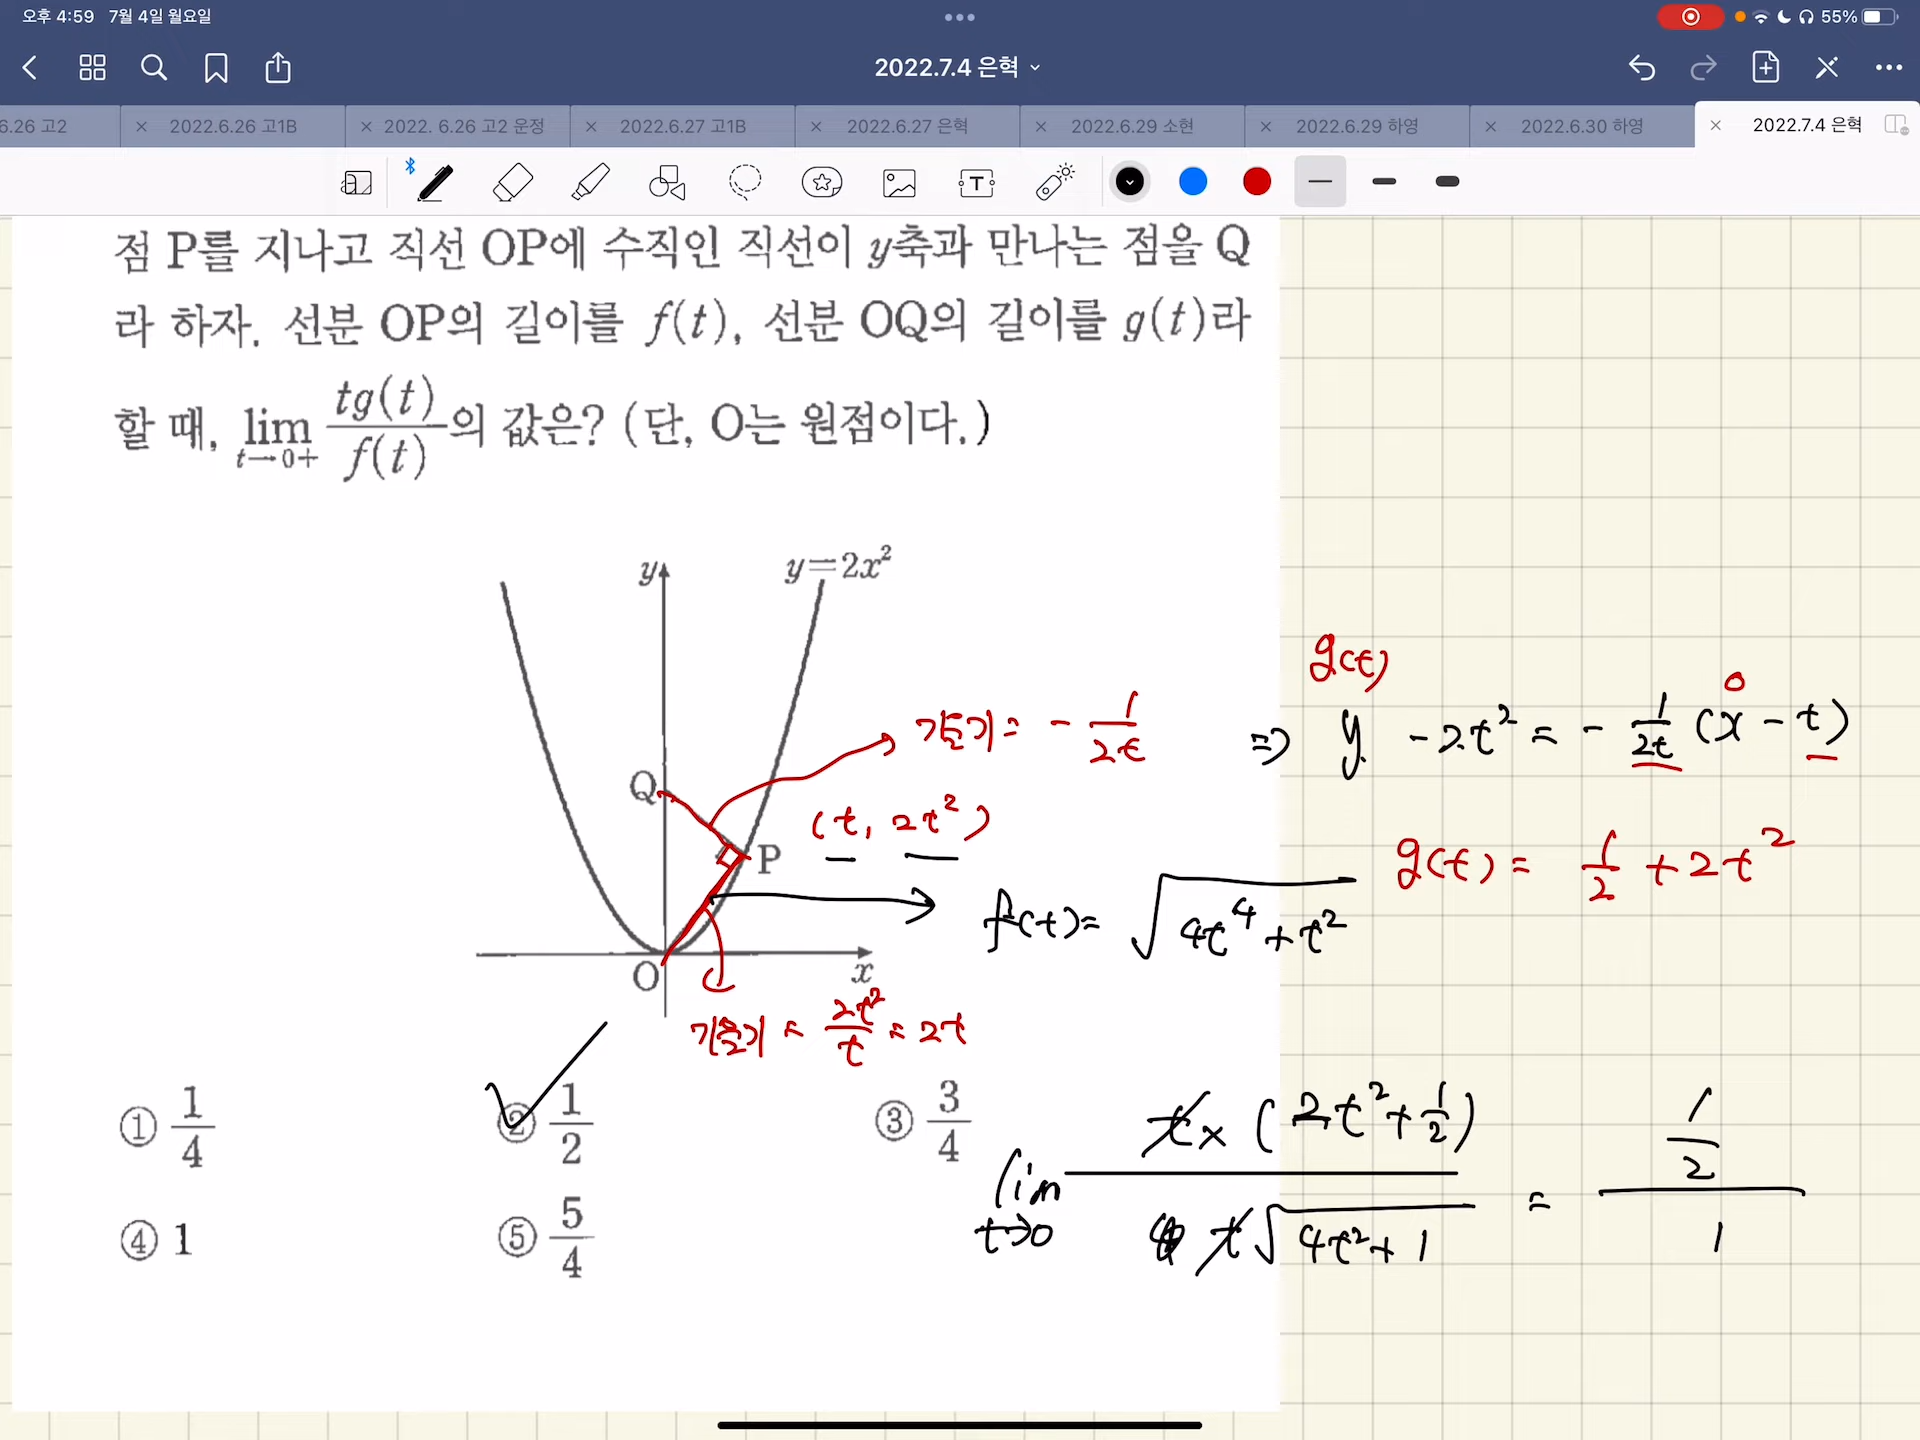 오후 4:59 7월 4일 월요일
55%
2022.7.4 은혁
6.26 고2
2022.6.26 고1B
2022. 6.26 고2 운정
2022.6.27 고1B
2022.6.27 은혁
2022.6.29 소현
2022.6.29 하영
2022.6.30 하영
2022.7.4 은혁
점 P를 지나고 직선 OP에 수직인 직선이 y축과 만나는 점을 Q
라 하자. 선분 OP의 길이를 f(t), 선분 OQ의 길이를 g(t)라
할 때, lim t→0+ tg(t)/f(t) 의 값은? (단, O는 원점이다.)
y
y=2x²
g(t)
0
기울기 = - 1/2t
⇒ y - 2t² = - 1/2t (x - t)
Q
(t, 2t²)
P
g(t) = 1/2 + 2t²
f(t) = √4t⁴ + t²
O
x
기울기 = 2t²/t = 2t
① 1/4
② 1/2
③ 3/4
④ 1
⑤ 5/4
lim t→0 t × (2t² + 1/2) / t√4t² + 1 = 1/2 / 1